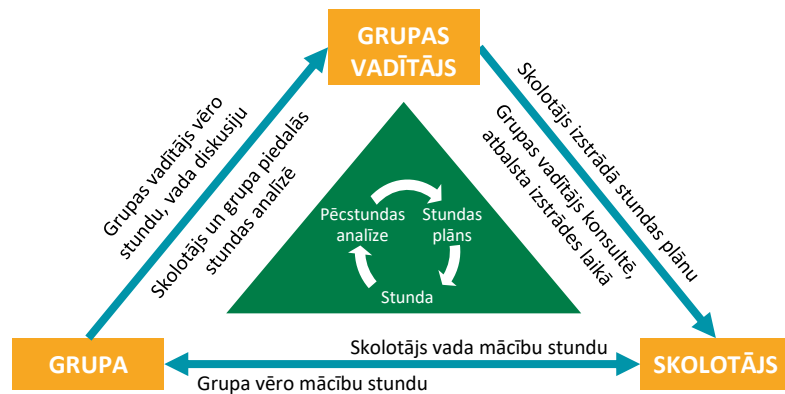 GRUPAS
VADĪTĀJS
Grupas vadītājs vēro
stundu, vada diskusiju
Skolotājs un grupa piedalās
stundas analīzē
Skolotājs izstrādā stundas plānu
Grupas vadītājs konsultē,
atbalsta izstrādes laikā
Pēcstundas
analīze
Stundas
plāns
Stunda
GRUPA
Skolotājs vada mācību stundu
Grupa vēro mācību stundu
SKOLOTĀJS